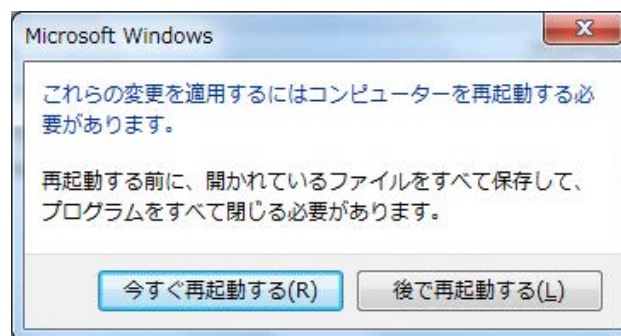 Microsoft Windows
これらの変更を適用するにはコンピューターを再起動する必
要があります。
再起動する前に、開かれているファイルをすべて保存して、
プログラムをすべて閉じる必要があります。
今すぐ再起動する(R)
後で再起動する(L)